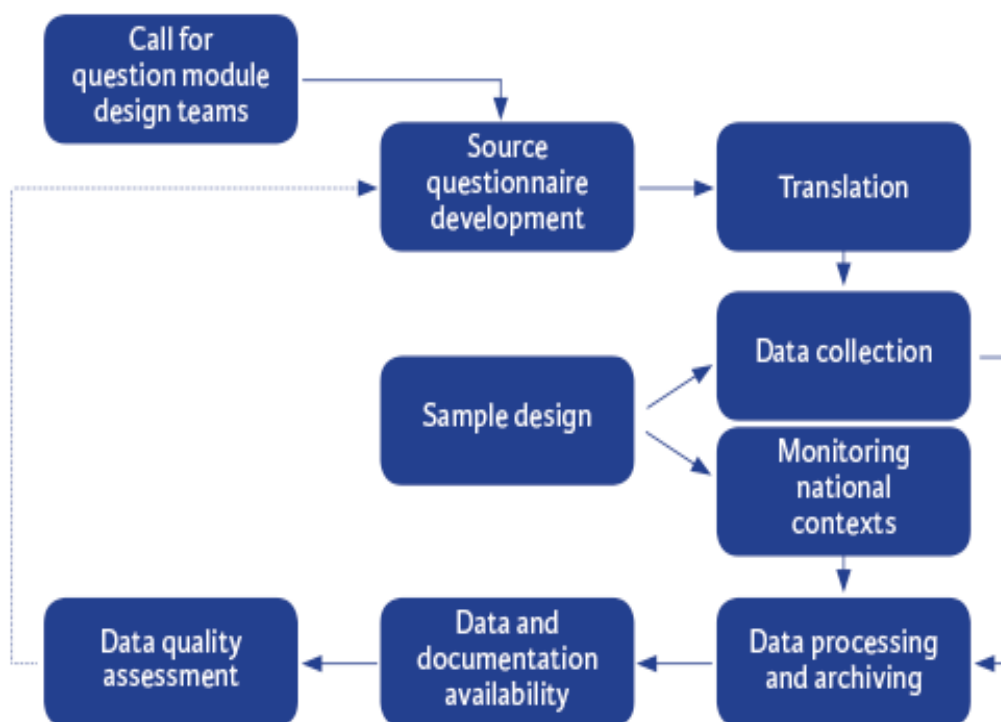 Call for
question module
design teams
Source
questionnaire
development
Translation
Data collection
Sample design
Monitoring
national
contexts
Data quality
assessment
Data and
documentation
availability
Data processing
and archiving